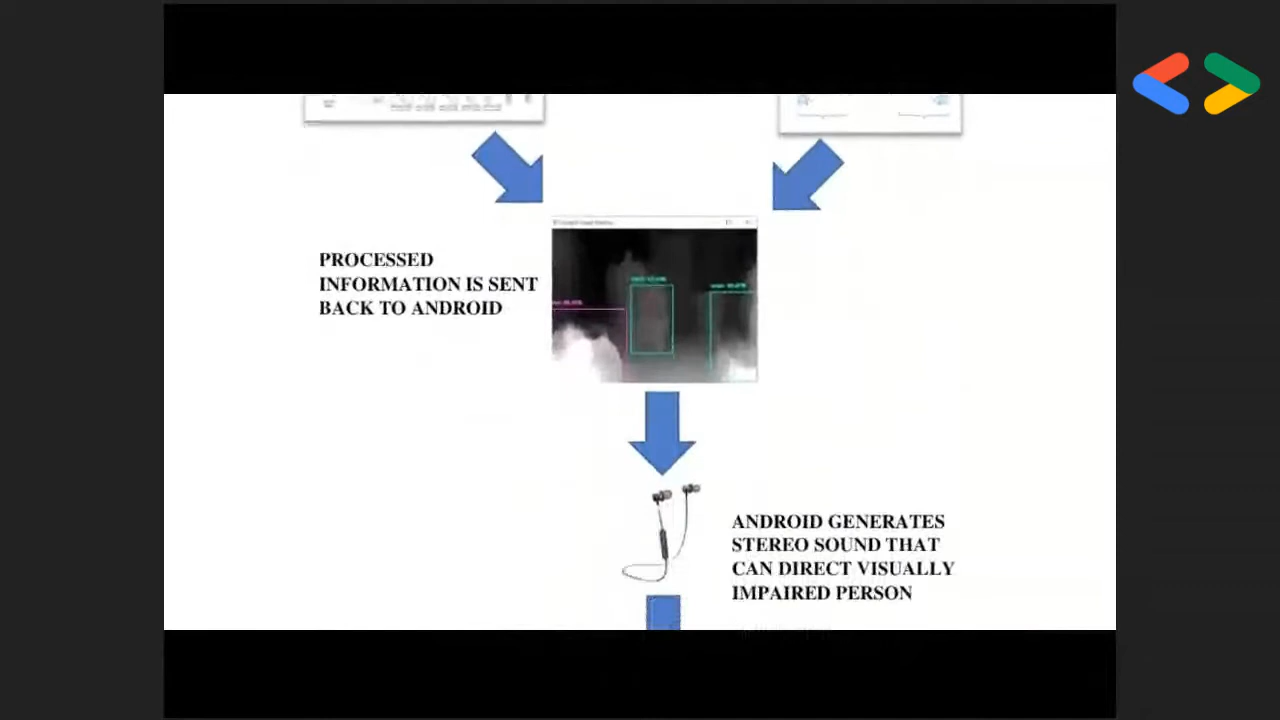 PROCESSED
INFORMATION IS SENT
BACK TO ANDROID
ANDROID GENERATES
STEREO SOUND THAT
CAN DIRECT VISUALLY
IMPAIRED PERSON